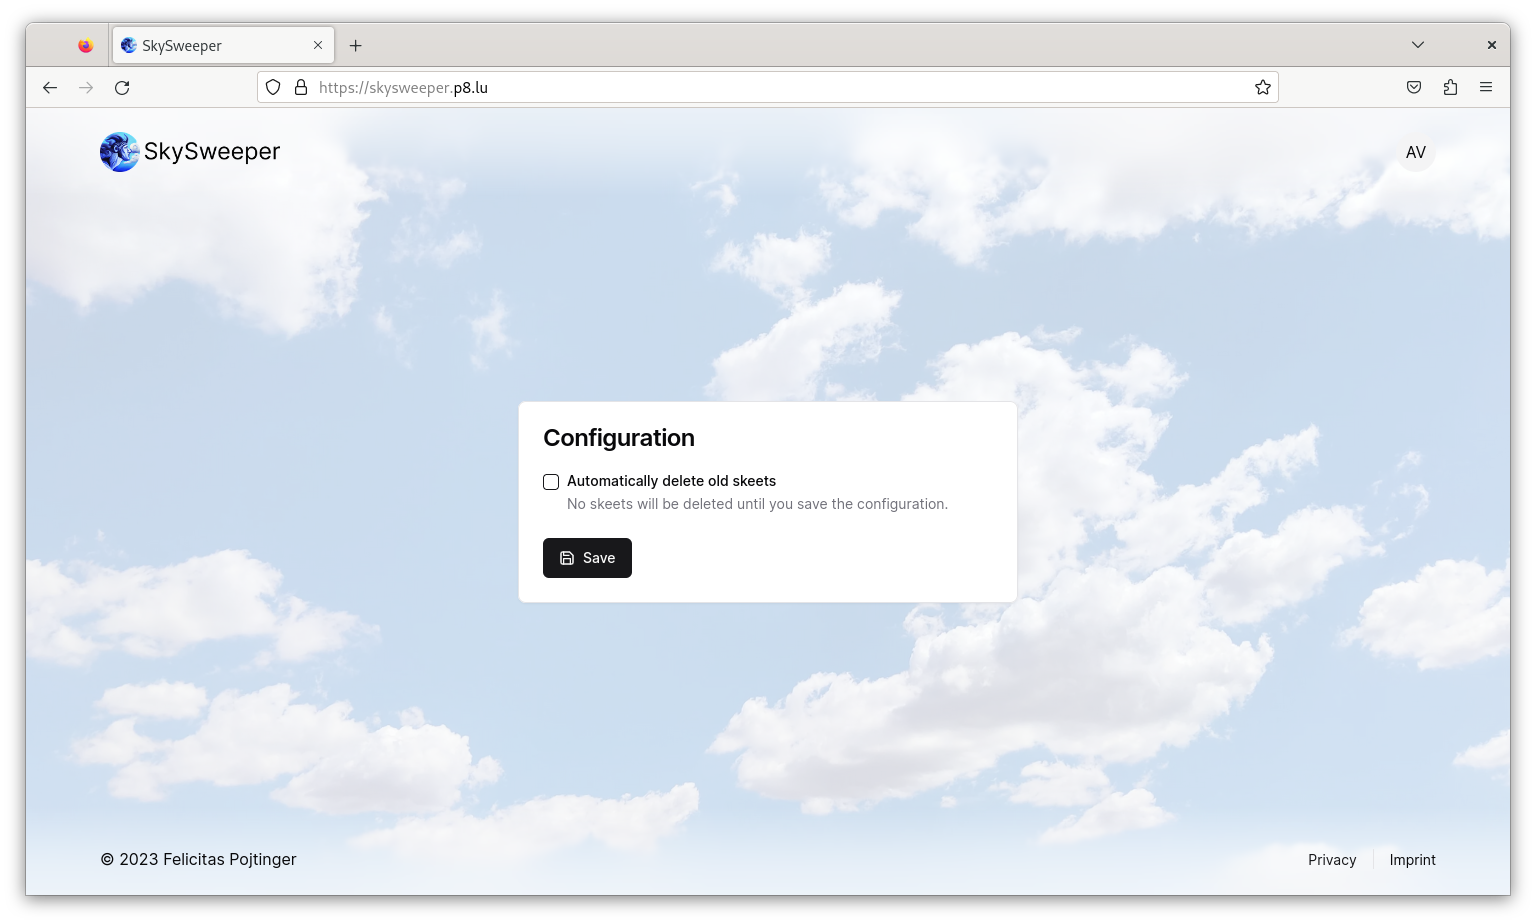 SkySweeper
https://skysweeper.p8.lu
SkySweeper
AV
Configuration
Automatically delete old skeets
No skeets will be deleted until you save the configuration.
Save
© 2023 Felicitas Pojtinger
Privacy
Imprint